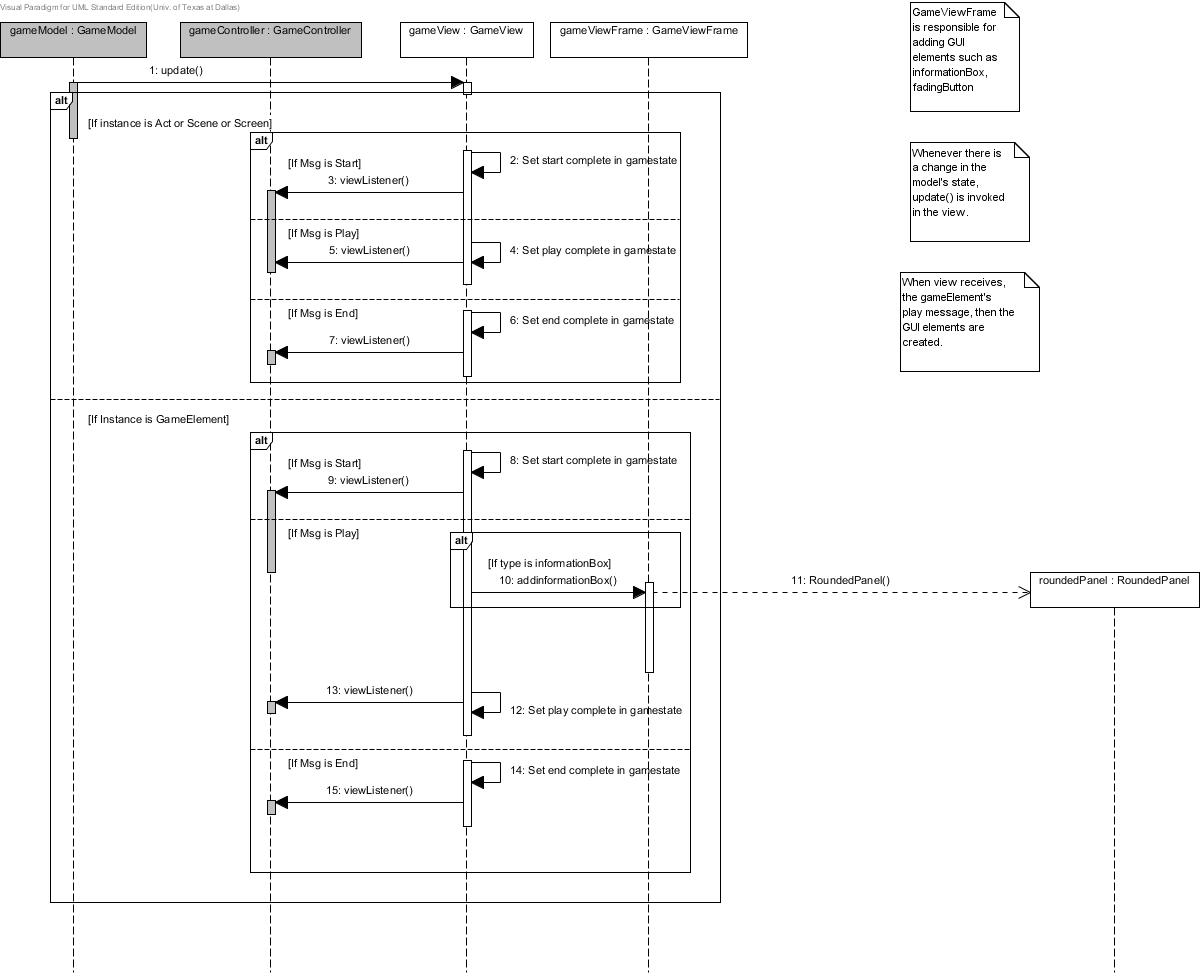 Visual Paradigm for UML Standard Edition(Univ. of Texas at Dallas)
gameModel : GameModel
gameController : GameController
gameView : GameView
gameViewFrame : GameViewFrame
GameViewFrame
is responsible for
adding GUI
elements such as
informationBox,
fadingButton
1: update()
alt
[If instance is Act or Scene or Screen]
alt
[If Msg is Start]
2: Set start complete in gamestate
3: viewListener()
Whenever there is
a change in the
model's state,
update() is invoked
in the view.
[If Msg is Play]
5: viewListener()
4: Set play complete in gamestate
When view receives,
the gameElement's
play message, then the
GUI elements are
created.
[If Msg is End]
6: Set end complete in gamestate
7: viewListener()
[If Instance is GameElement]
alt
[If Msg is Start]
8: Set start complete in gamestate
9: viewListener()
[If Msg is Play]
alt
[If type is informationBox]
10: addinformationBox()
11: RoundedPanel()
roundedPanel : RoundedPanel
13: viewListener()
12: Set play complete in gamestate
[If Msg is End]
14: Set end complete in gamestate
15: viewListener()